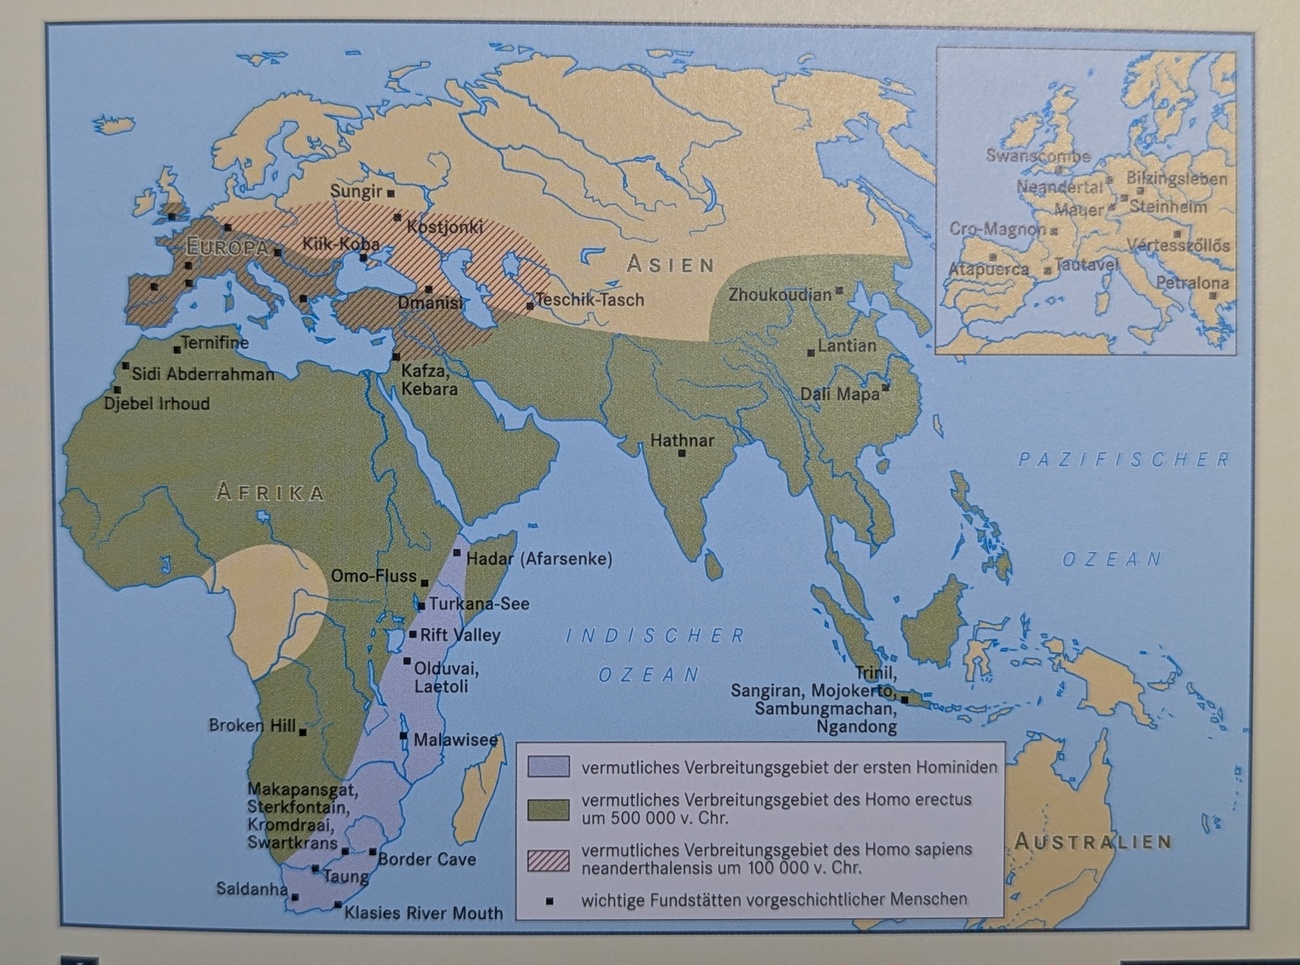 Sungir
Kostjonki
EUROPA
Kiik-Koba
ASIEN
Dmanisi
Teschik-Tasch
Zhoukoudian
Ternifine
Lantian
Sidi Abderrahman
Kafza,
Kebara
Djebel Irhoud
Dali Mapa
Hathnar
PAZIFISCHER
OZEAN
AFRIKA
Hadar (Afarsenke)
Omo-Fluss
Turkana-See
Rift Valley
INDISCHER
OZEAN
Olduvai,
Laetoli
Trinil,
Sangiran, Mojokerto,
Sambungmachan,
Ngandong
Broken Hill
Malawisee
Makapansgat,
Sterkfontain,
Kromdraai,
Swartkrans
Border Cave
Taung
Saldanha
Klasies River Mouth
AUSTRALIEN
Swanscombe
Neandertal
Bilzingsleben
Mauer
Steinheim
Cro-Magnon
Vértesszőllős
Atapuerca
Tautavel
Petralona
vermutliches Verbreitungsgebiet der ersten Hominiden
vermutliches Verbreitungsgebiet des Homo erectus
um 500 000 v. Chr.
vermutliches Verbreitungsgebiet des Homo sapiens
neanderthalensis um 100 000 v. Chr.
wichtige Fundstätten vorgeschichtlicher Menschen